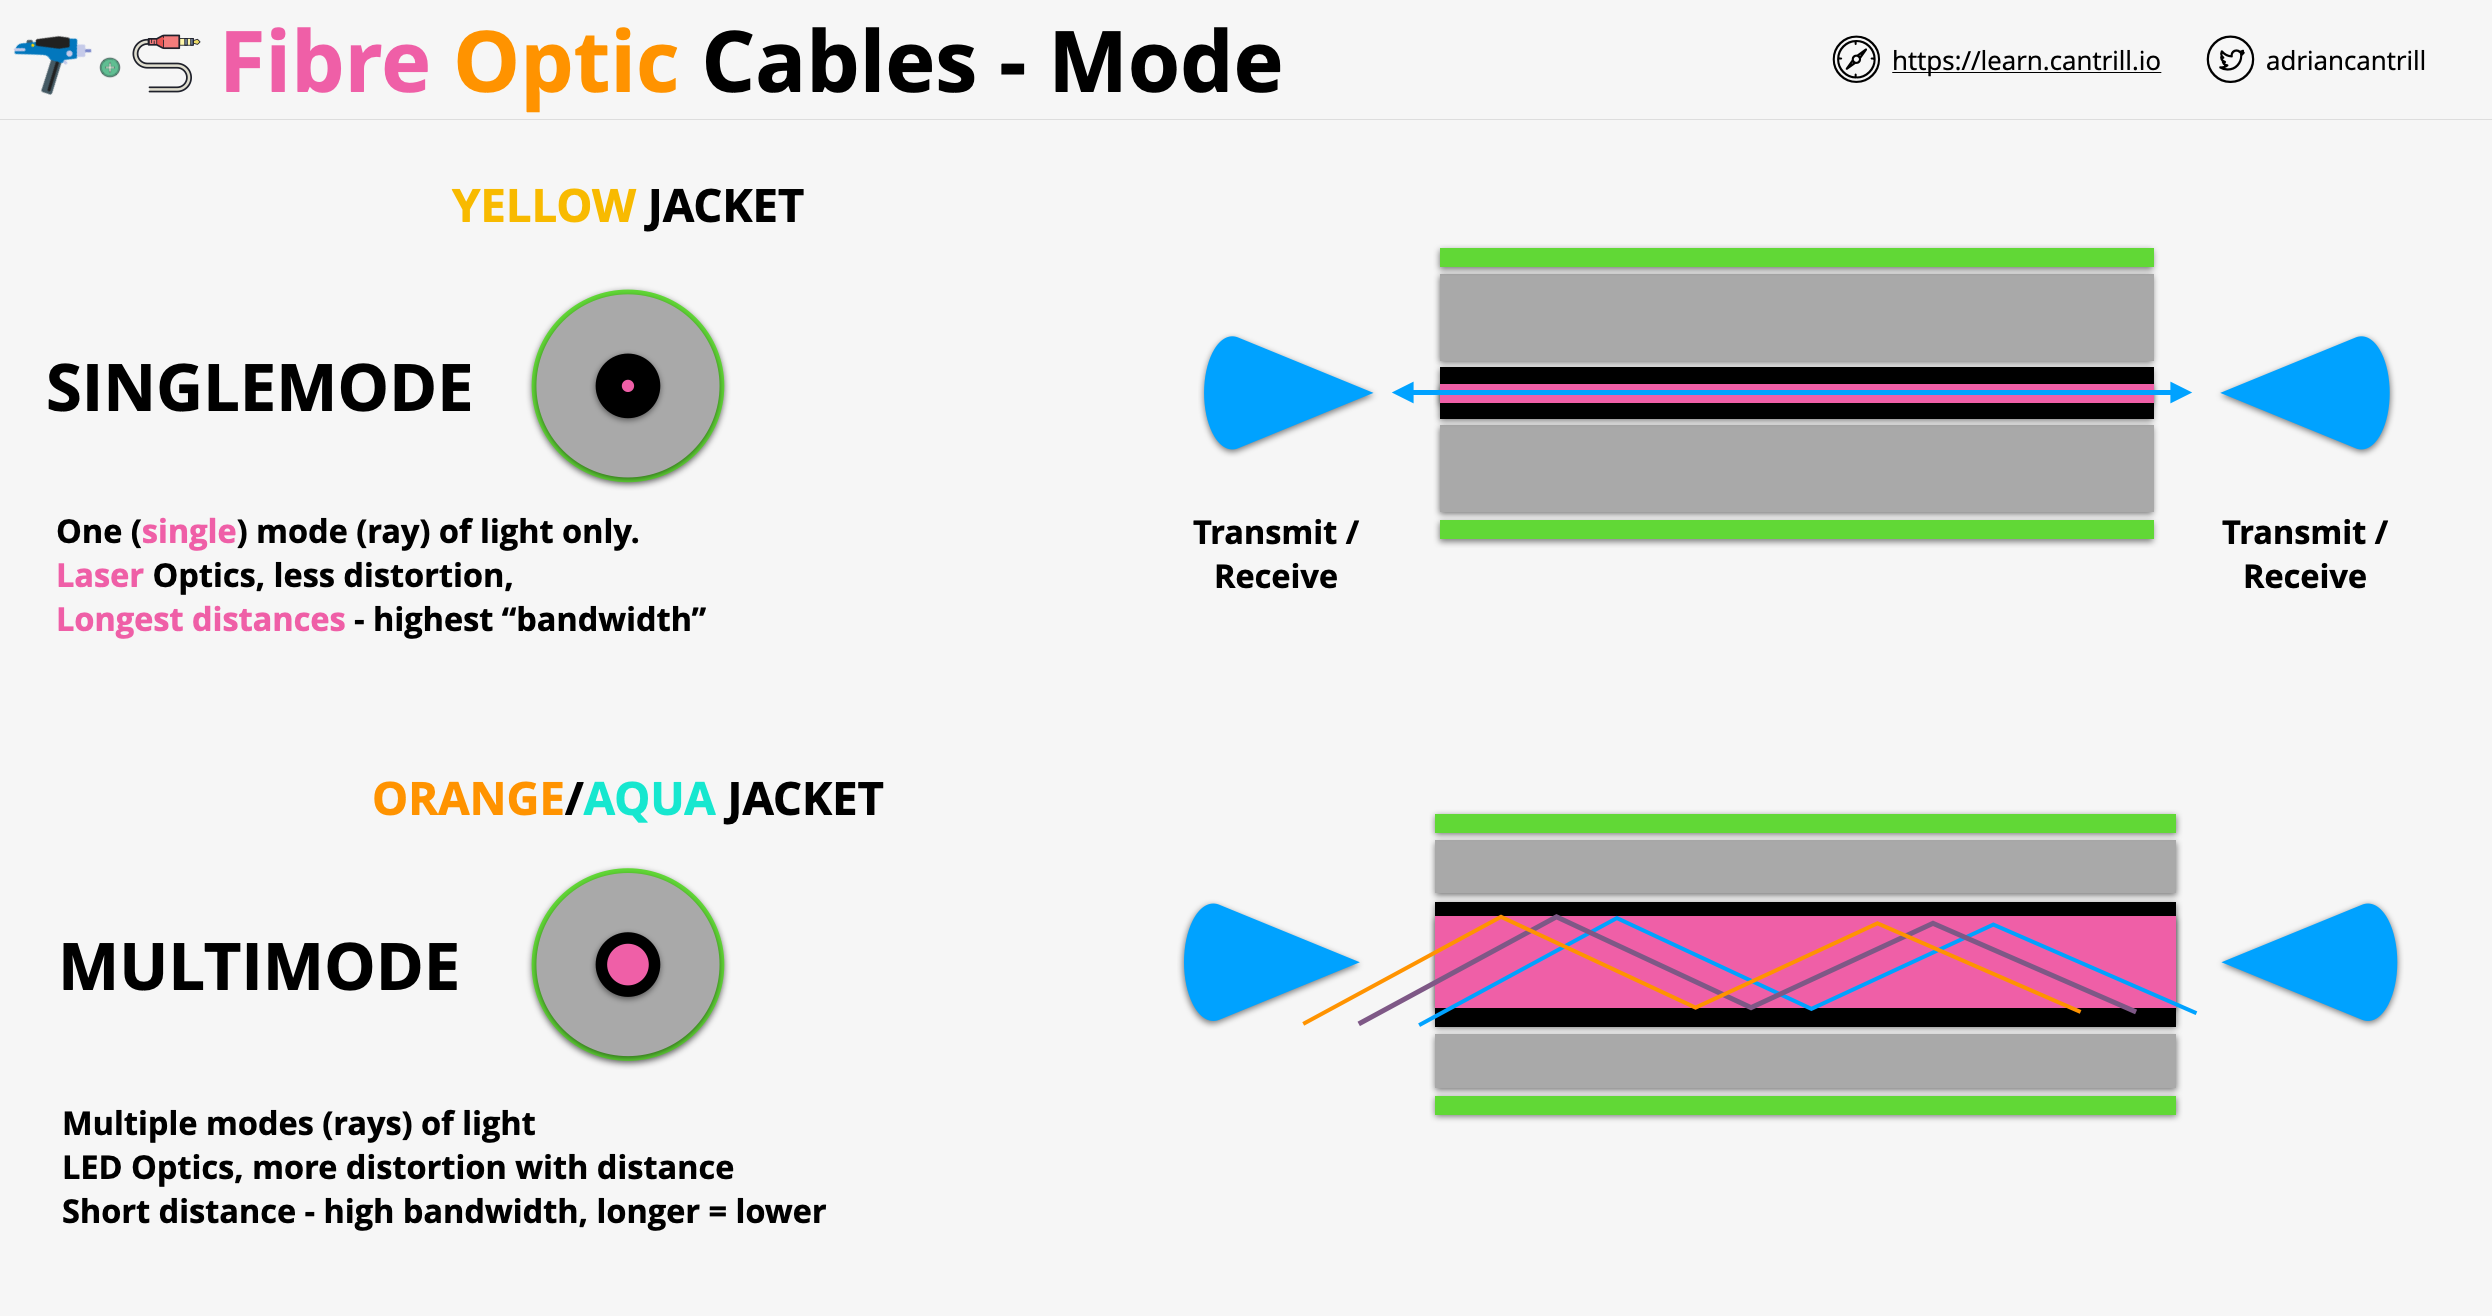 Fibre Optic Cables - Mode
https://learn.cantrill.io
adriancantrill
YELLOW JACKET
SINGLEMODE
One (single) mode (ray) of light only.
Laser Optics, less distortion,
Longest distances - highest “bandwidth”
Transmit /
Receive
Transmit /
Receive
ORANGE/AQUA JACKET
MULTIMODE
Multiple modes (rays) of light
LED Optics, more distortion with distance
Short distance - high bandwidth, longer = lower